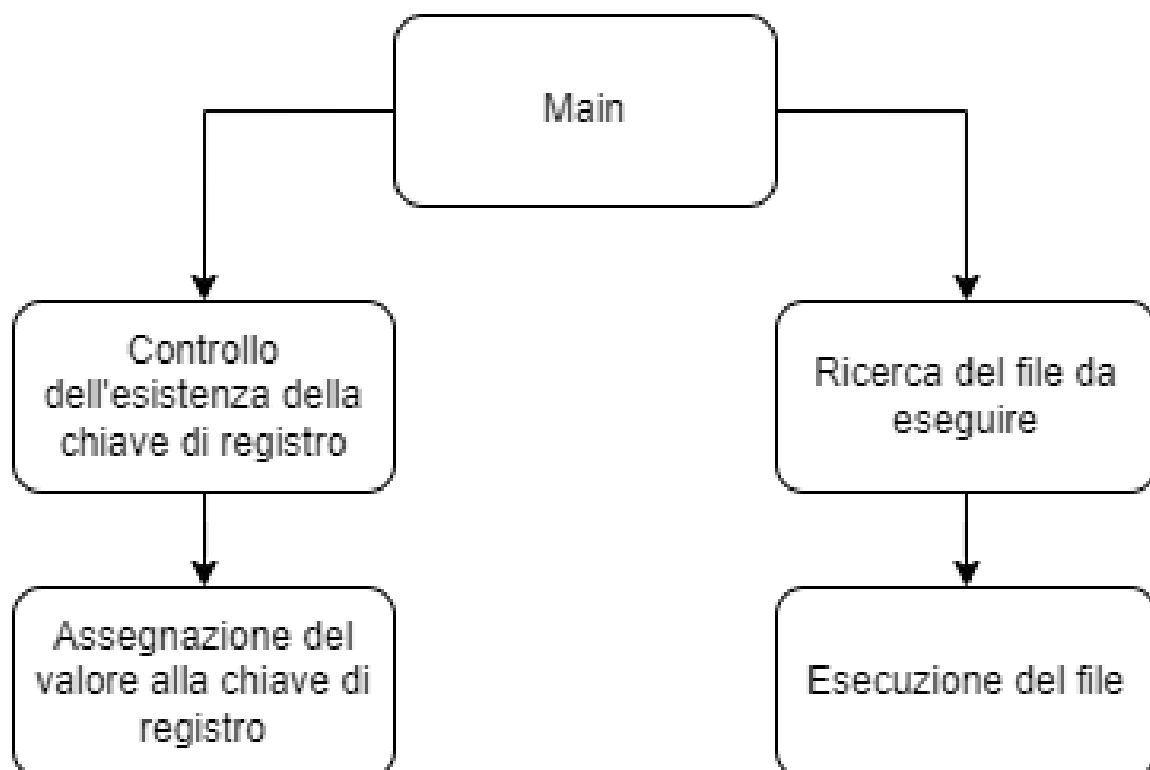 Main
Controllo
dell'esistenza della
chiave di registro
Ricerca del file da
eseguire
Assegnazione del
valore alla chiave di
registro
Esecuzione del file